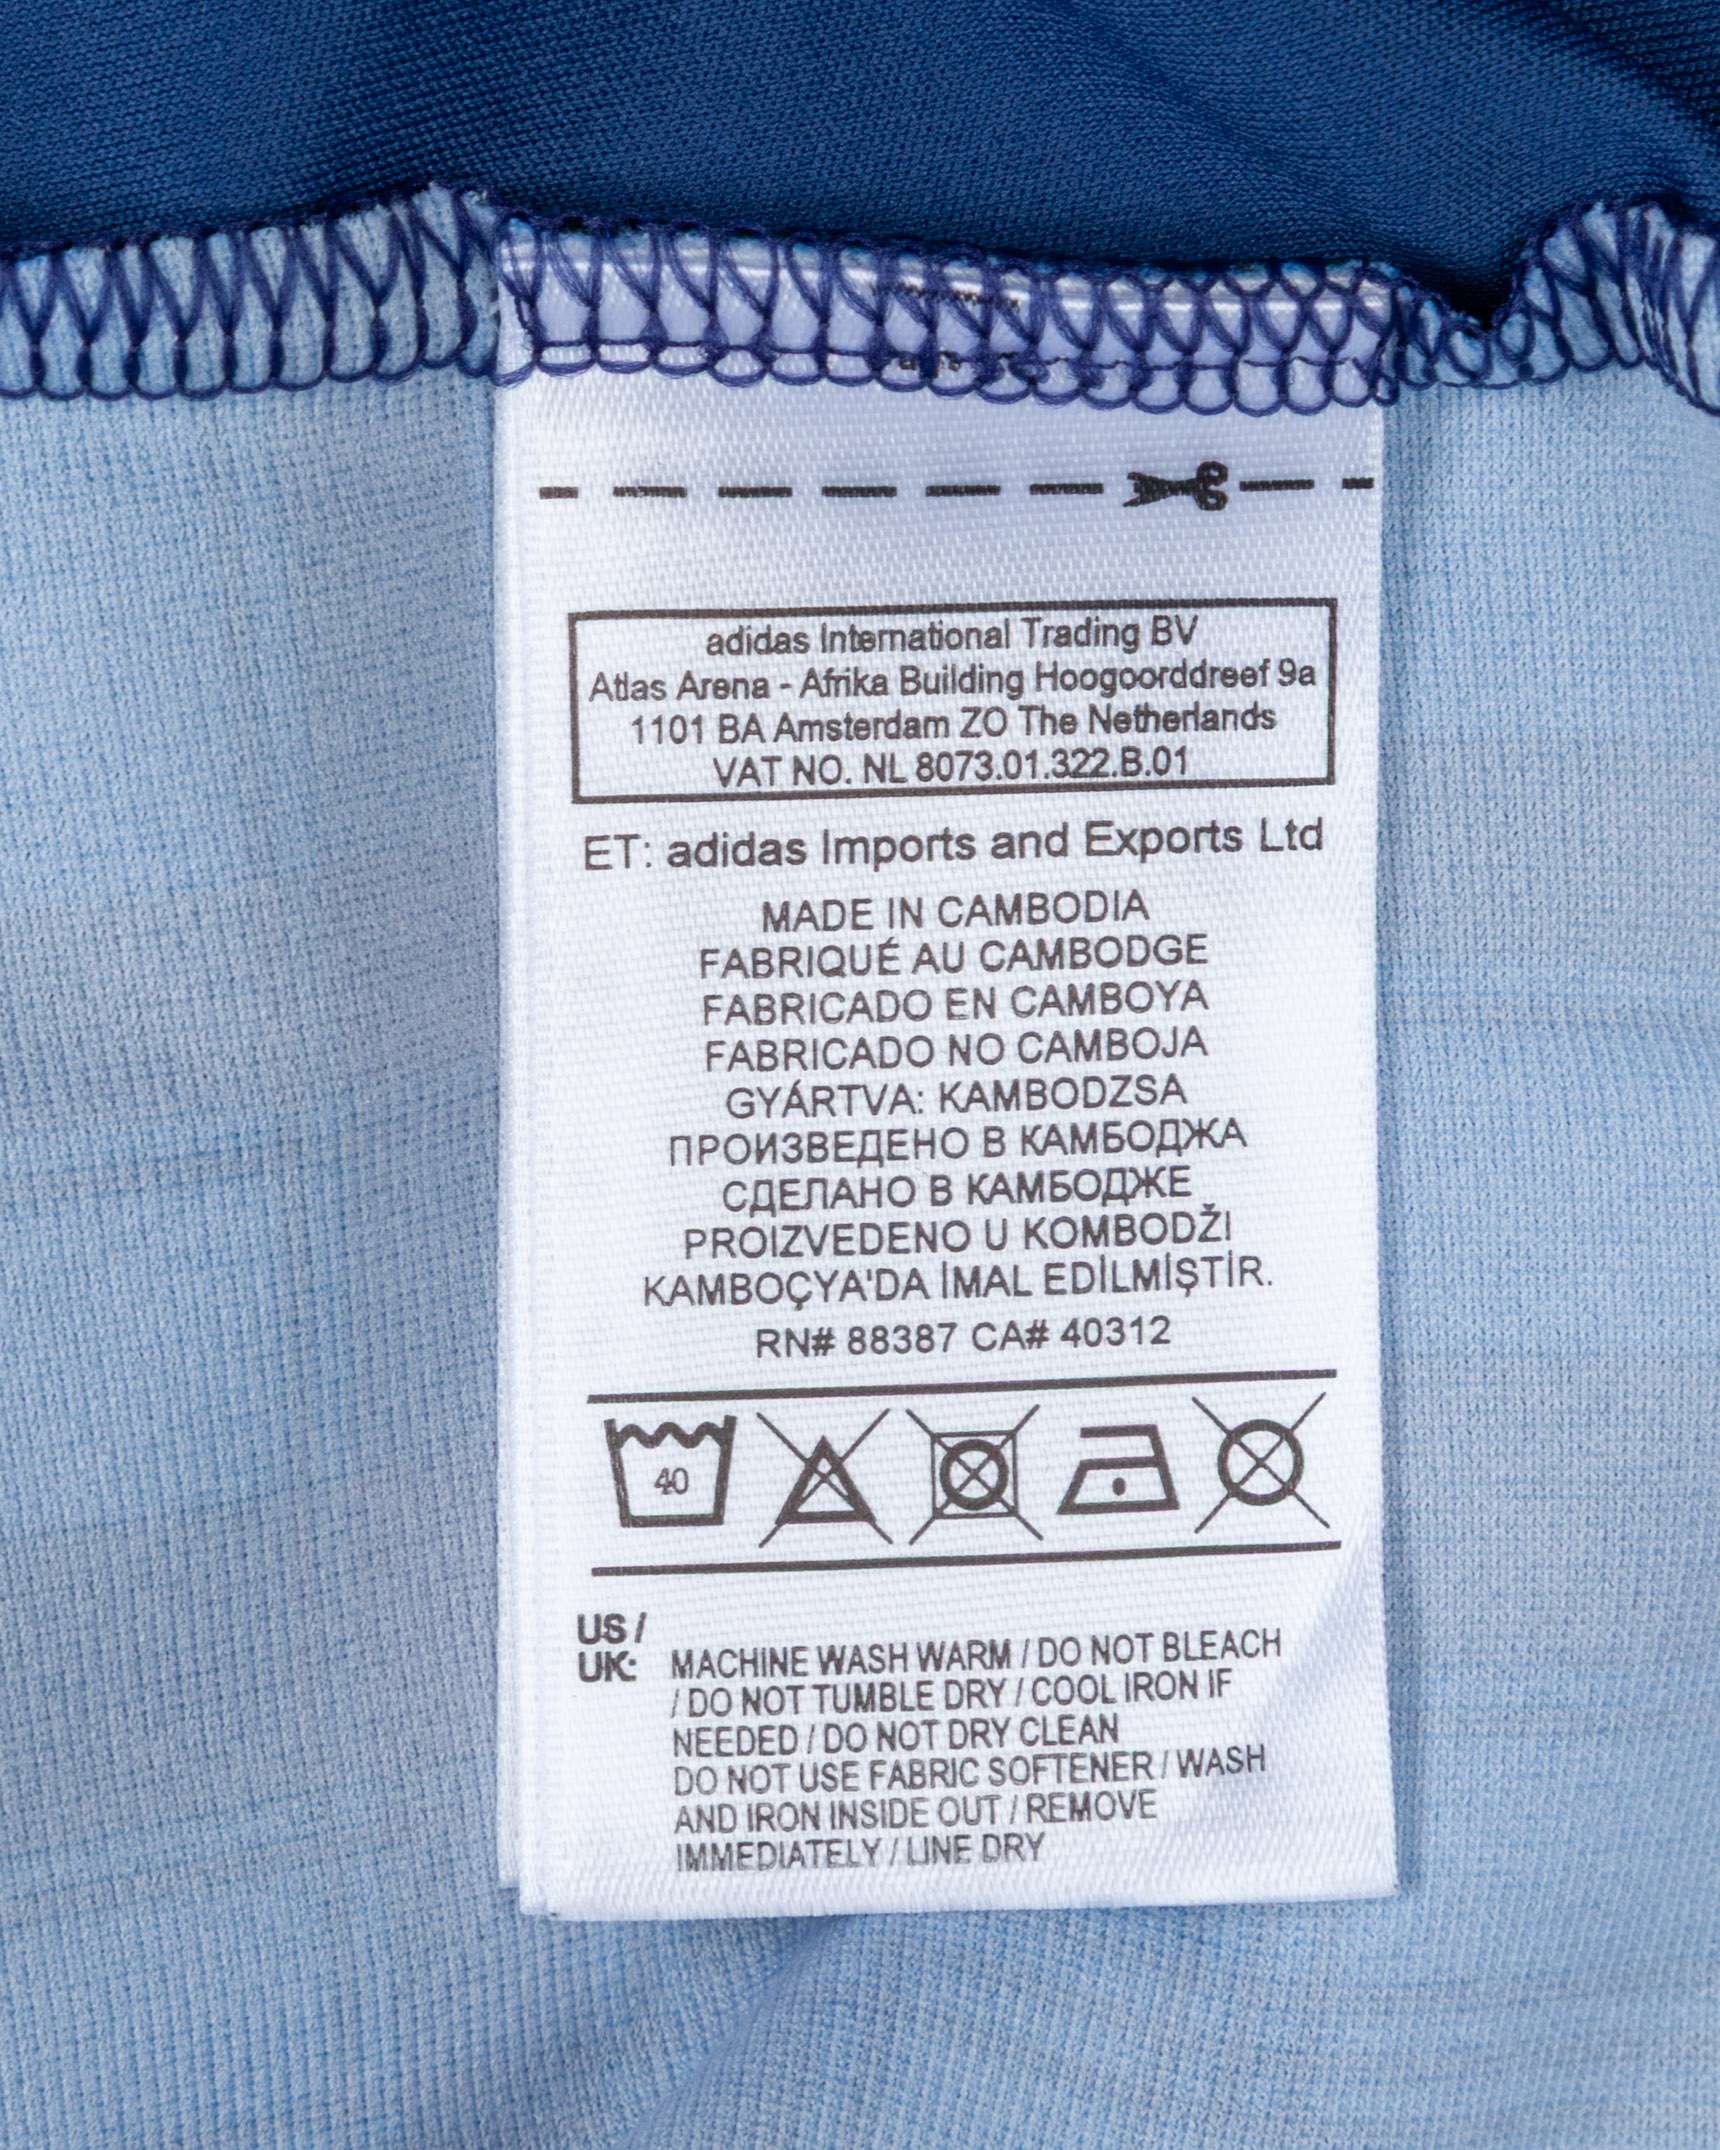 adidas International Trading BV
Atlas Arena - Afrika Building Hoogoorddreef 9a
1101 BA Amsterdam ZO The Netherlands
VAT NO. NL 8073.01.322.B.01
ET: adidas Imports and Exports Ltd
MADE IN CAMBODIA
FABRIQUÉ AU CAMBODGE
FABRICADO EN CAMBOYA
FABRICADO NO CAMBOJA
GYÁRTVA: KAMBODZSA
ПРОИЗВЕДЕНО В КАМБОДЖА
СДЕЛАНО В КАМБОДЖЕ
PROIZVEDENO U KOMBODŽI
KAMBOÇYA'DA İMAL EDİLMİŞTİR.
RN# 88387 CA# 40312
40
US /
UK: MACHINE WASH WARM / DO NOT BLEACH
/ DO NOT TUMBLE DRY / COOL IRON IF
NEEDED / DO NOT DRY CLEAN
DO NOT USE FABRIC SOFTENER / WASH
AND IRON INSIDE OUT / REMOVE
IMMEDIATELY / LINE DRY